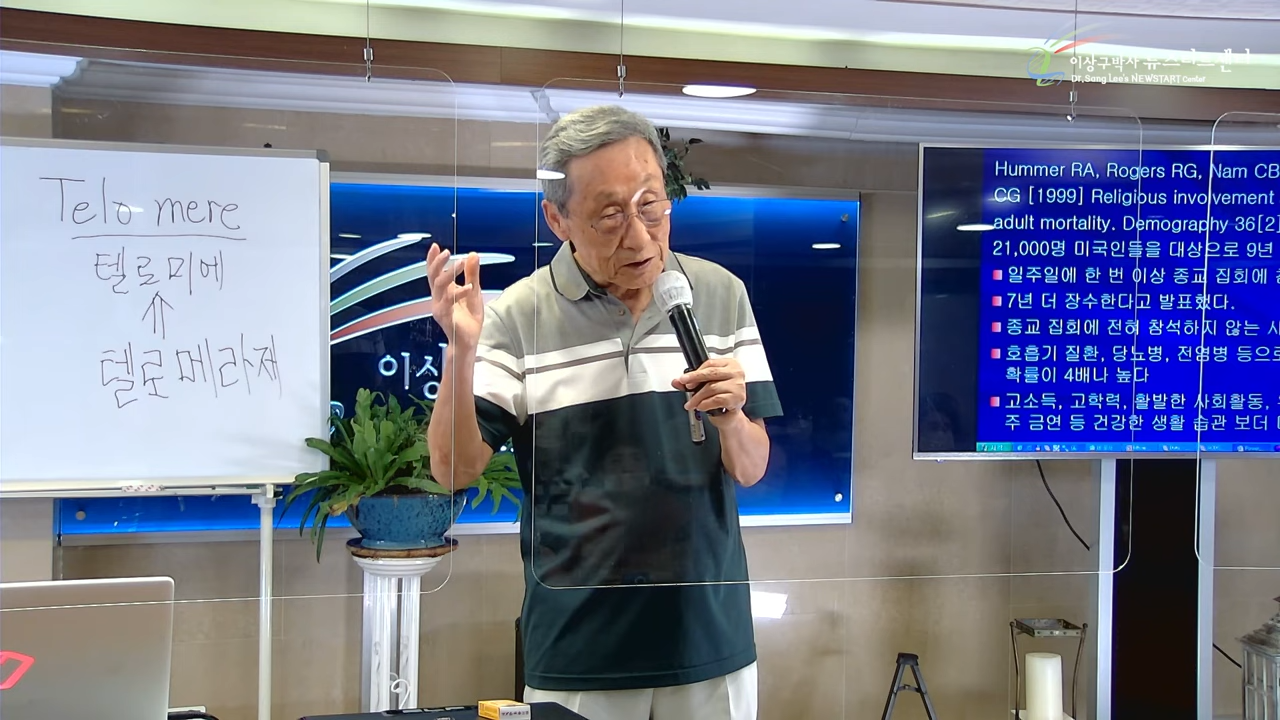 Telo mere
텔로미에
텔로메라제
이상
이상구박사 뉴스타트센터
Dr. Sang Lee's NEWSTART Center
Hummer RA, Rogers RG, Nam CB
CG [1999] Religious involvement
adult mortality. Demography 36[2]
21,000명 미국인들을 대상으로 9년
일주일에 한 번 이상 종교 집회에
7년 더 장수한다고 발표했다.
종교 집회에 전혀 참석하지 않는
호흡기 질환, 당뇨병, 전염병 등으로
확률이 4배나 높다
고소득, 고학력, 활발한 사회활동,
주 금연 등 건강한 생활 습관 보더